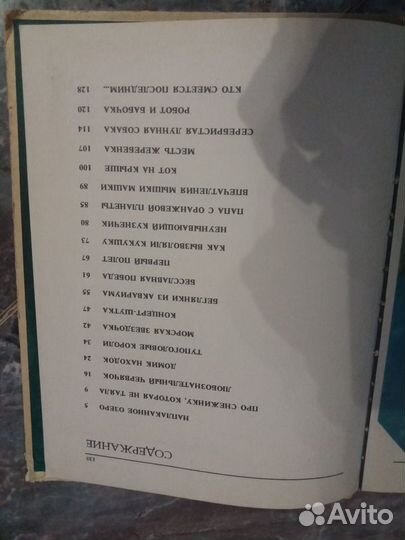 135
СОДЕРЖАНИЕ
НАПЛАКАННОЕ ОЗЕРО 5
ПРО СНЕЖИНКУ, КОТОРАЯ НЕ ТАЯЛА 9
ЛЮБОЗНАТЕЛЬНЫЙ ЧЕРВЯЧОК 16
ДОМИК НАХОДОК 24
ТУПОГОЛОВЫЕ КОРОЛИ 34
МОРСКАЯ ЗВЕЗДОЧКА 42
КОНЦЕРТ-ШУТКА 47
БЕГЛЯНКИ ИЗ АКВАРИУМА 55
БЕССЛАВНАЯ ПОБЕДА 61
ПЕРВЫЙ ПОЛЕТ 67
КАК ВЫЗВОЛЯЛИ КУКУШКУ 73
НЕУНЫВАЮЩИЙ КУЗНЕЧИК 80
ПАПА С ОРАНЖЕВОЙ ПЛАНЕТЫ 85
ВПЕЧАТЛЕНИЯ МЫШКИ МАШКИ 89
КОТ НА КРЫШЕ 100
МЕСТЬ ЖЕРЕБЕНКА 107
СЕРЕБРИСТАЯ ЛУННАЯ СОБАКА 114
РОБОТ И БАБОЧКА 120
КТО СМЕЕТСЯ ПОСЛЕДНИМ... 128
Avito